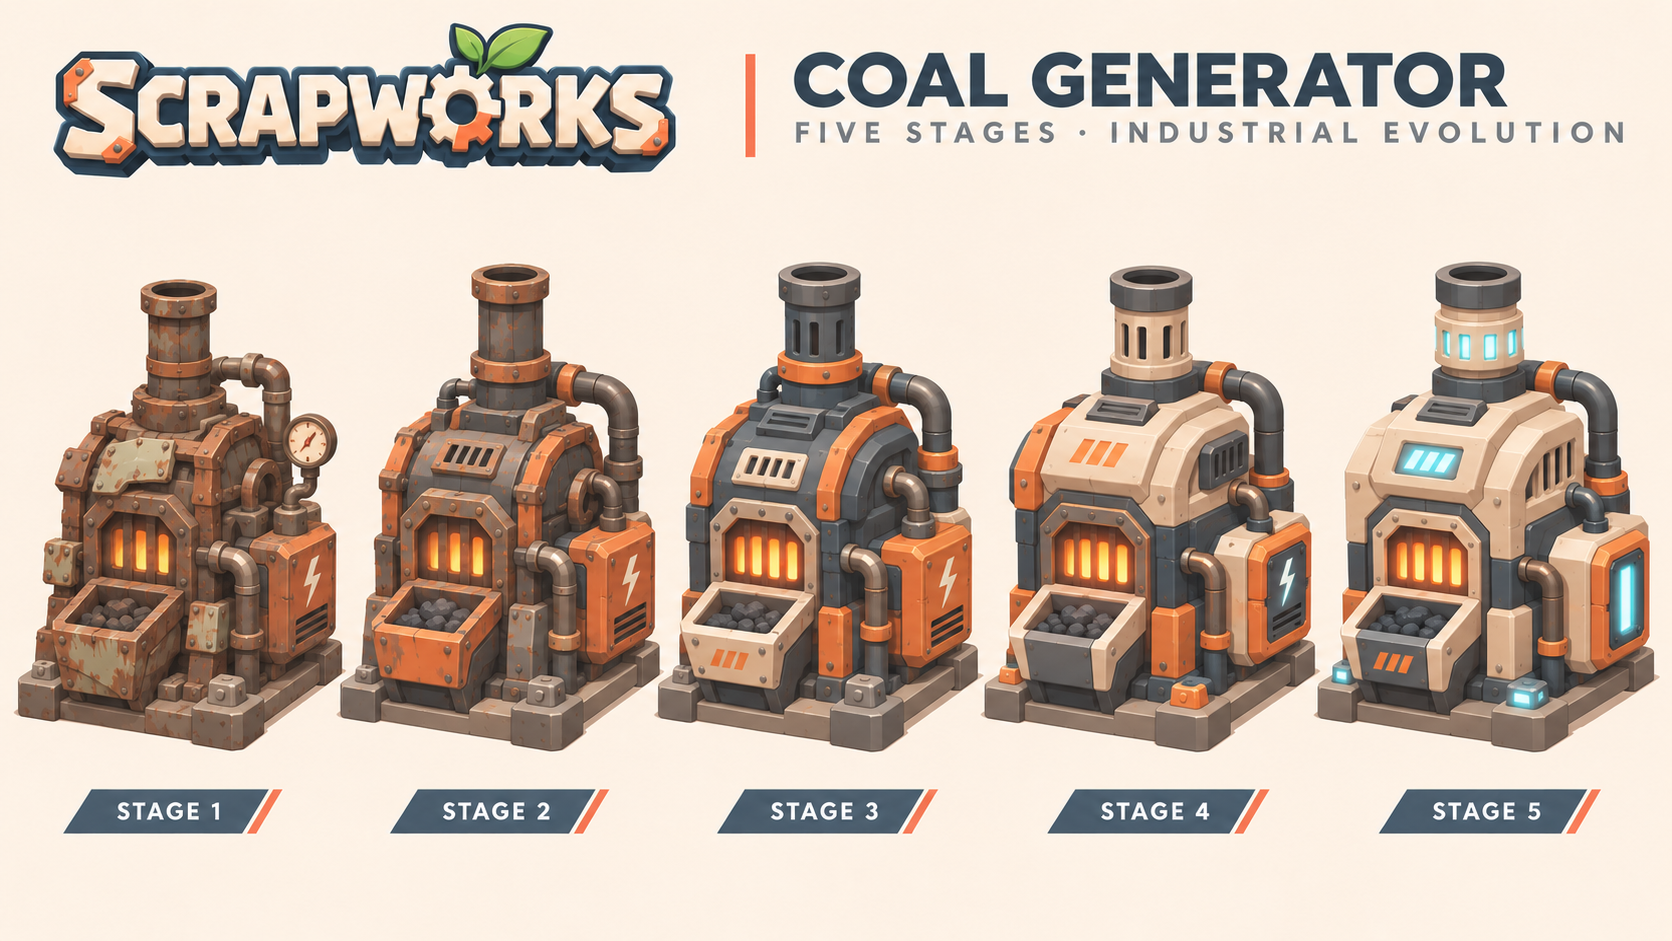 SCRAPWORKS
COAL GENERATOR
FIVE STAGES · INDUSTRIAL EVOLUTION
STAGE 1
STAGE 2
STAGE 3
STAGE 4
STAGE 5